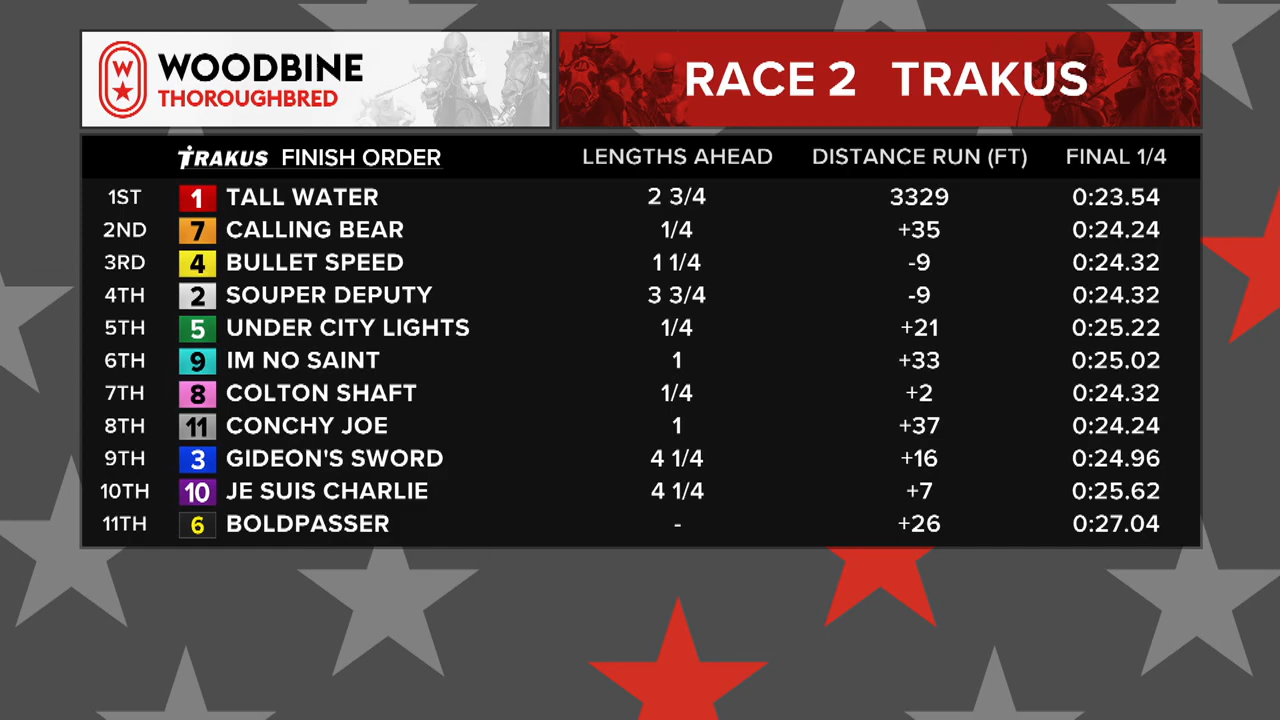 W
WOODBINE
THOROUGHBRED
RACE 2 TRAKUS
TRAKUS FINISH ORDER LENGTHS AHEAD DISTANCE RUN (FT) FINAL 1/4
1ST 1 TALL WATER 2 3/4 3329 0:23.54
2ND 7 CALLING BEAR 1/4 +35 0:24.24
3RD 4 BULLET SPEED 1 1/4 -9 0:24.32
4TH 2 SOUPER DEPUTY 3 3/4 -9 0:24.32
5TH 5 UNDER CITY LIGHTS 1/4 +21 0:25.22
6TH 9 IM NO SAINT 1 +33 0:25.02
7TH 8 COLTON SHAFT 1/4 +2 0:24.32
8TH 11 CONCHY JOE 1 +37 0:24.24
9TH 3 GIDEON'S SWORD 4 1/4 +16 0:24.96
10TH 10 JE SUIS CHARLIE 4 1/4 +7 0:25.62
11TH 6 BOLDPASSER - +26 0:27.04